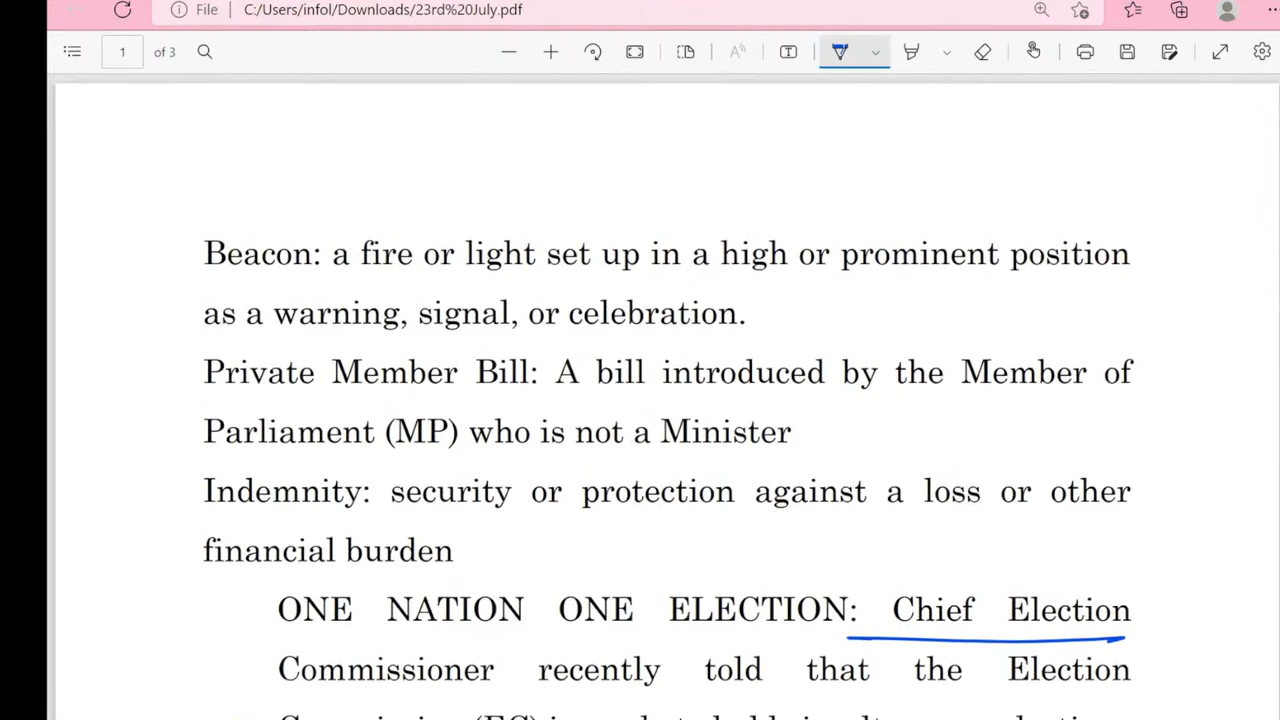 File C:/Users/infol/Downloads/23rd%20July.pdf
1 of 3
Beacon: a fire or light set up in a high or prominent position
as a warning, signal, or celebration.
Private Member Bill: A bill introduced by the Member of
Parliament (MP) who is not a Minister
Indemnity: security or protection against a loss or other
financial burden
ONE NATION ONE ELECTION: Chief Election
Commissioner recently told that the Election